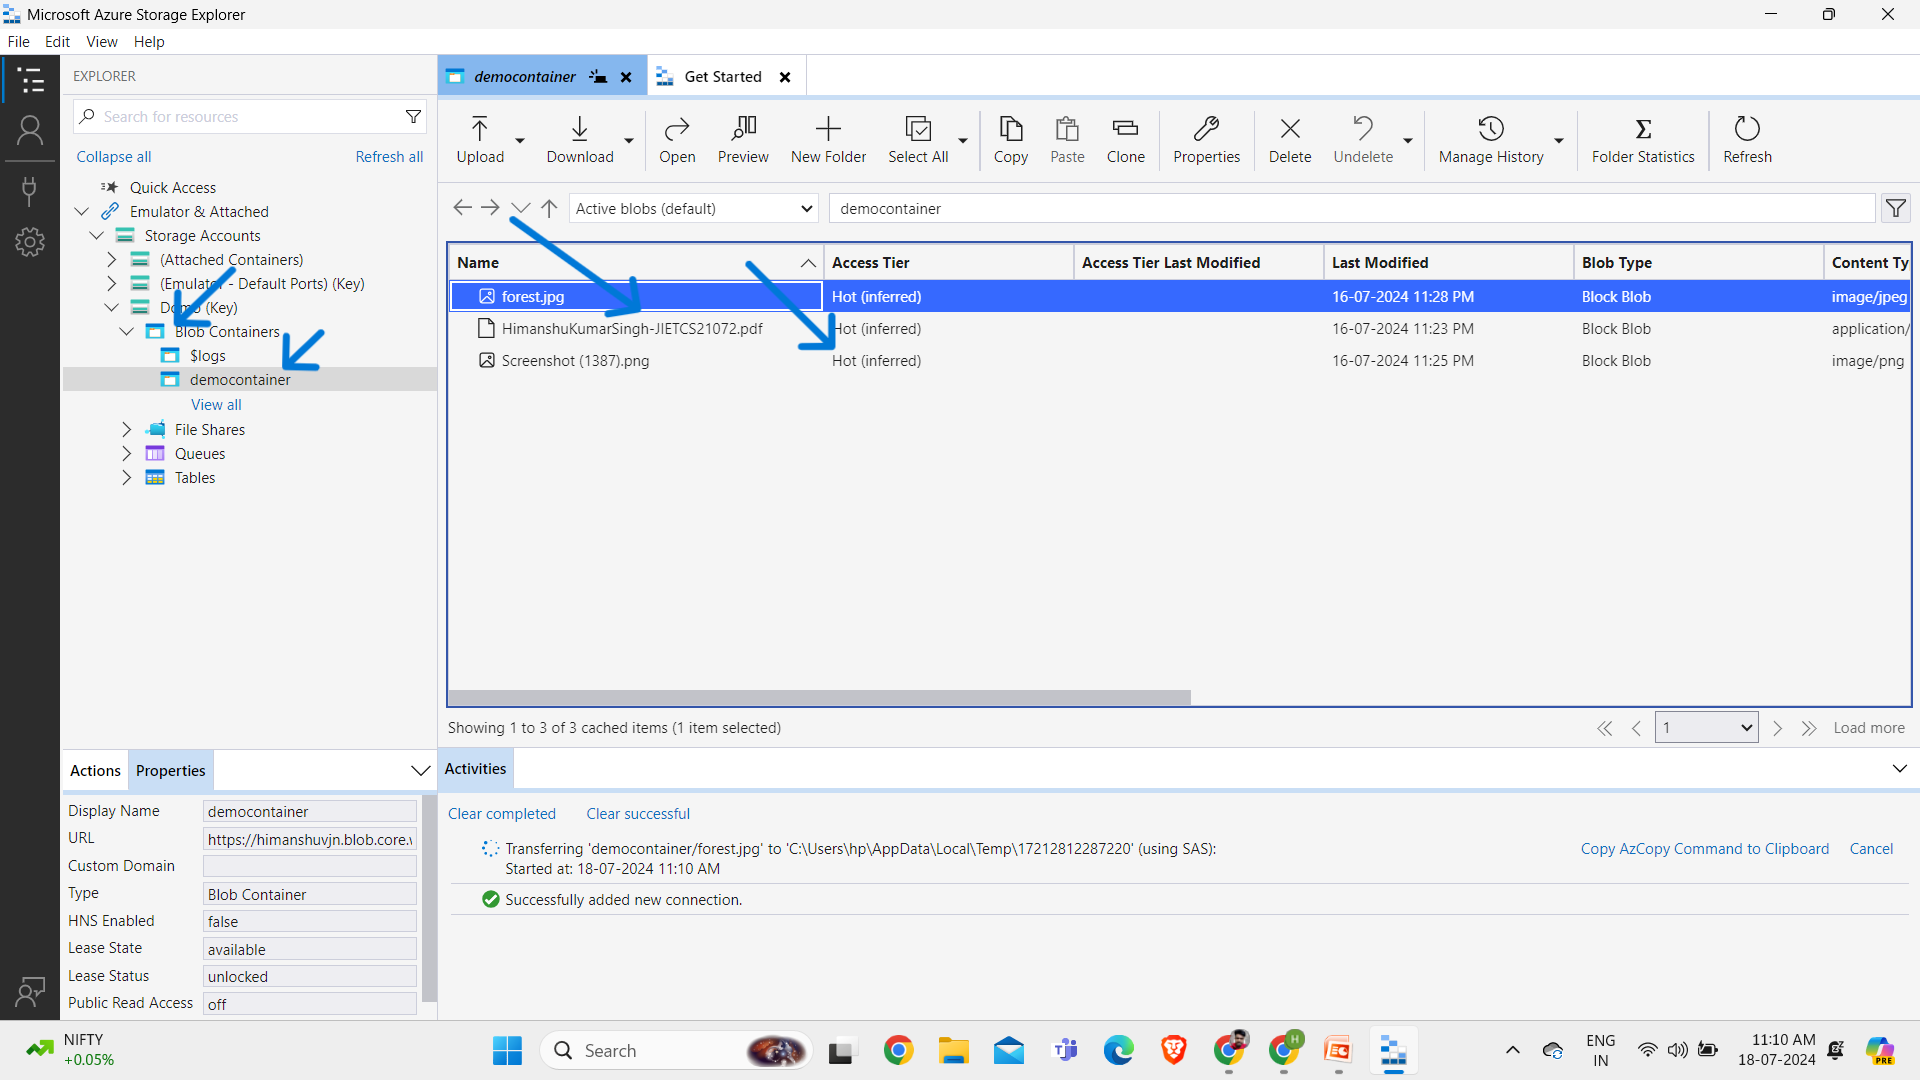 Microsoft Azure Storage Explorer
File Edit View Help
EXPLORER
Search for resources
Collapse all Refresh all
Quick Access
Emulator & Attached
Storage Accounts
(Attached Containers)
(Emulator - Default Ports) (Key)
(Key)
Blob Containers
$logs
democontainer
View all
File Shares
Queues
Tables
Actions Properties
Display Name democontainer
URL https://himanshuvjn.blob.core.
Custom Domain
Type Blob Container
HNS Enabled false
Lease State available
Lease Status unlocked
Public Read Access off
democontainer Get Started
Upload Download Open Preview New Folder Select All Copy Paste Clone Properties Delete Undelete Manage History Folder Statistics Refresh
Active blobs (default) democontainer
Name Access Tier Access Tier Last Modified Last Modified Blob Type Content Ty
forest.jpg Hot (inferred) 16-07-2024 11:28 PM Block Blob image/jpeg
HimanshuKumarSingh-JIETCS21072.pdf Hot (inferred) 16-07-2024 11:23 PM Block Blob application/
Screenshot (1387).png Hot (inferred) 16-07-2024 11:25 PM Block Blob image/png
Showing 1 to 3 of 3 cached items (1 item selected) 1 Load more
Activities
Clear completed Clear successful
Transferring 'democontainer/forest.jpg' to 'C:\Users\hp\AppData\Local\Temp\17212812287220' (using SAS): Copy AzCopy Command to Clipboard Cancel
Started at: 18-07-2024 11:10 AM
Successfully added new connection.
NIFTY
+0.05%
Search
ENG
IN
11:10 AM
18-07-2024
PRE